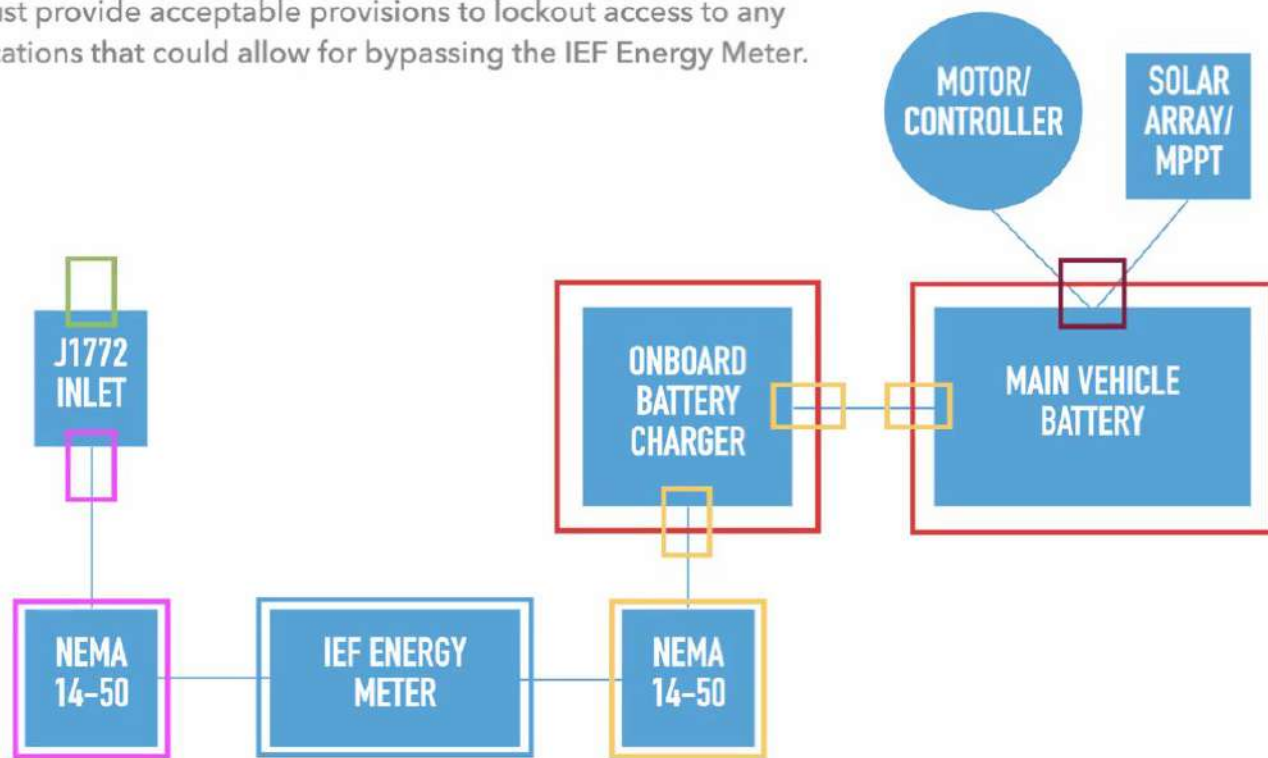 provide acceptable provisions to lockout access to any
that could allow for bypassing the IEF Energy Meter.
MOTOR/
CONTROLLER
SOLAR
ARRAY/
MPPT
J1772
INLET
ONBOARD
BATTERY
CHARGER
MAIN VEHICLE
BATTERY
NEMA
14-50
IEF ENERGY
METER
NEMA
14-50